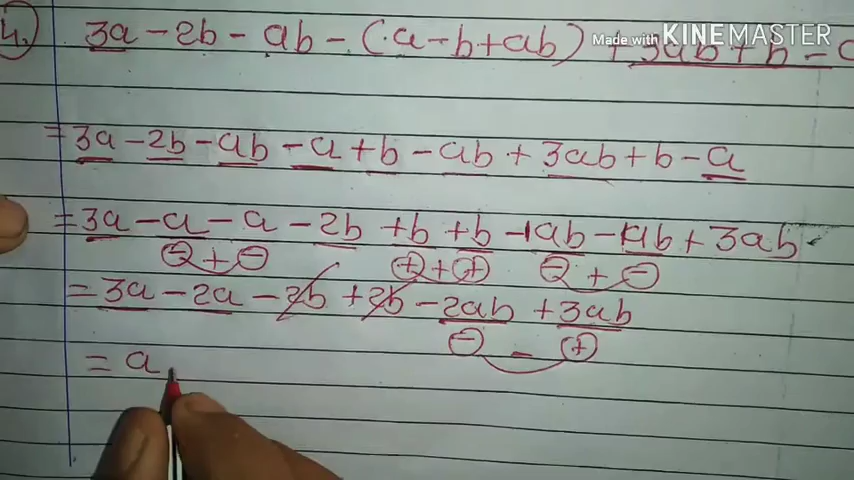 4. 3a - 2b - ab - (a - b + ab) + 3ab + b - a
Made with KINEMASTER
= 3a - 2b - ab - a + b - ab + 3ab + b - a
= 3a - a - a - 2b + b + b - 1ab - 1ab + 3ab
- + - + + + - + -
= 3a - 2a - 2b + 2b - 2ab + 3ab
- - +
= a